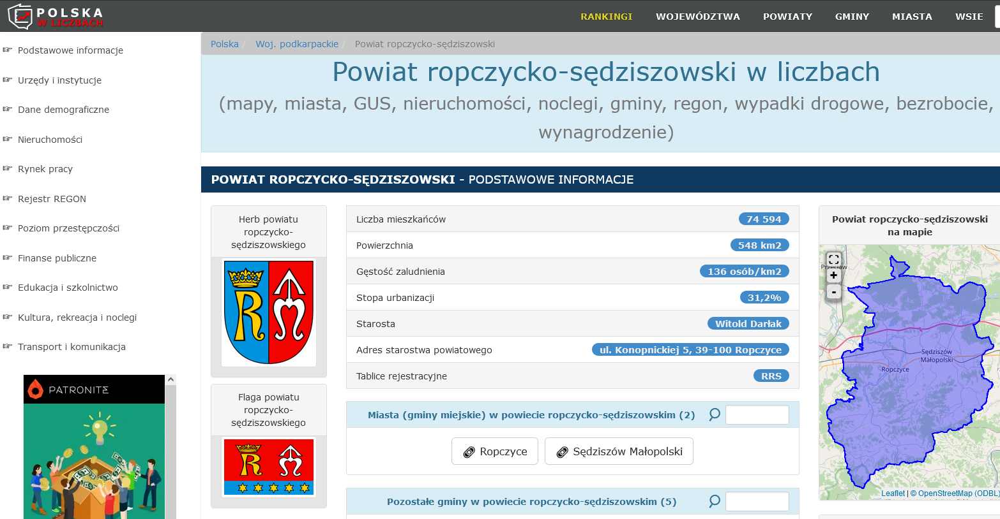 POLSKA
W LICZBACH
RANKINGI WOJEWÓDZTWA POWIATY GMINY MIASTA WSIE
Podstawowe informacje
Urzędy i instytucje
Dane demograficzne
Nieruchomości
Rynek pracy
Rejestr REGON
Poziom przestępczości
Finanse publiczne
Edukacja i szkolnictwo
Kultura, rekreacja i noclegi
Transport i komunikacja
PATRONITE
Polska / Woj. podkarpackie / Powiat ropczycko-sędziszowski
Powiat ropczycko-sędziszowski w liczbach
(mapy, miasta, GUS, nieruchomości, noclegi, gminy, regon, wypadki drogowe, bezrobocie,
wynagrodzenie)
POWIAT ROPCZYCKO-SĘDZISZOWSKI - PODSTAWOWE INFORMACJE
Herb powiatu
ropczycko-
sędziszowskiego
Flaga powiatu
ropczycko-
sędziszowskiego
Liczba mieszkańców 74 594
Powierzchnia 548 km2
Gęstość zaludnienia 136 osób/km2
Stopa urbanizacji 31,2%
Starosta Witold Darłak
Adres starostwa powiatowego ul. Konopnickiej 5, 39-100 Ropczyce
Tablice rejestracyjne RRS
Miasta (gminy miejskie) w powiecie ropczycko-sędziszowskim (2)
Ropczyce Sędziszów Małopolski
Pozostałe gminy w powiecie ropczycko-sędziszowskim (5)
Powiat ropczycko-sędziszowski
na mapie
+
-
Sędziszów
Małopolski
Ropczyce
Leaflet | © OpenStreetMap (ODBL)